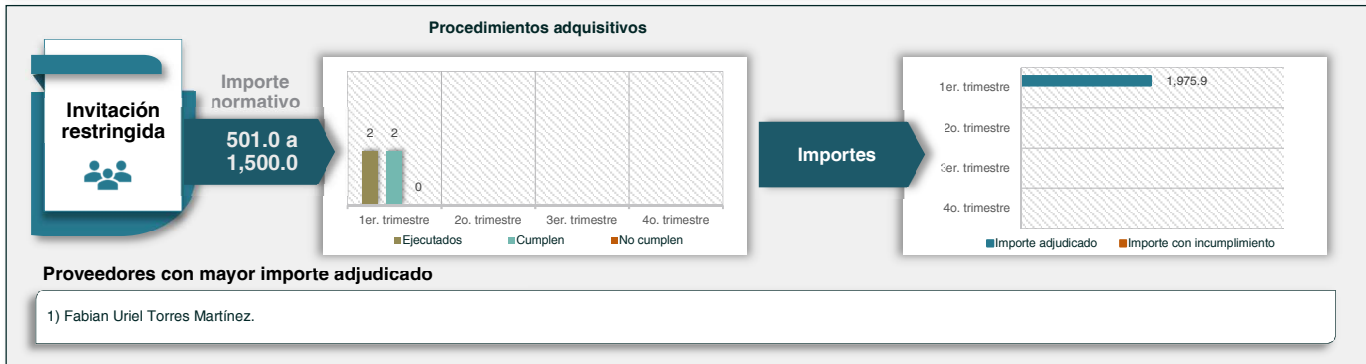 Procedimientos adquisitivos
Invitación
restringida
Importe
normativo
501.0 a
1,500.0
2 2
0
1er. trimestre 2o. trimestre 3er. trimestre 4o. trimestre
Ejecutados Cumplen No cumplen
Importes
1er. trimestre 1,975.9
2o. trimestre
3er. trimestre
4o. trimestre
Importe adjudicado Importe con incumplimiento
Proveedores con mayor importe adjudicado
1) Fabian Uriel Torres Martínez.